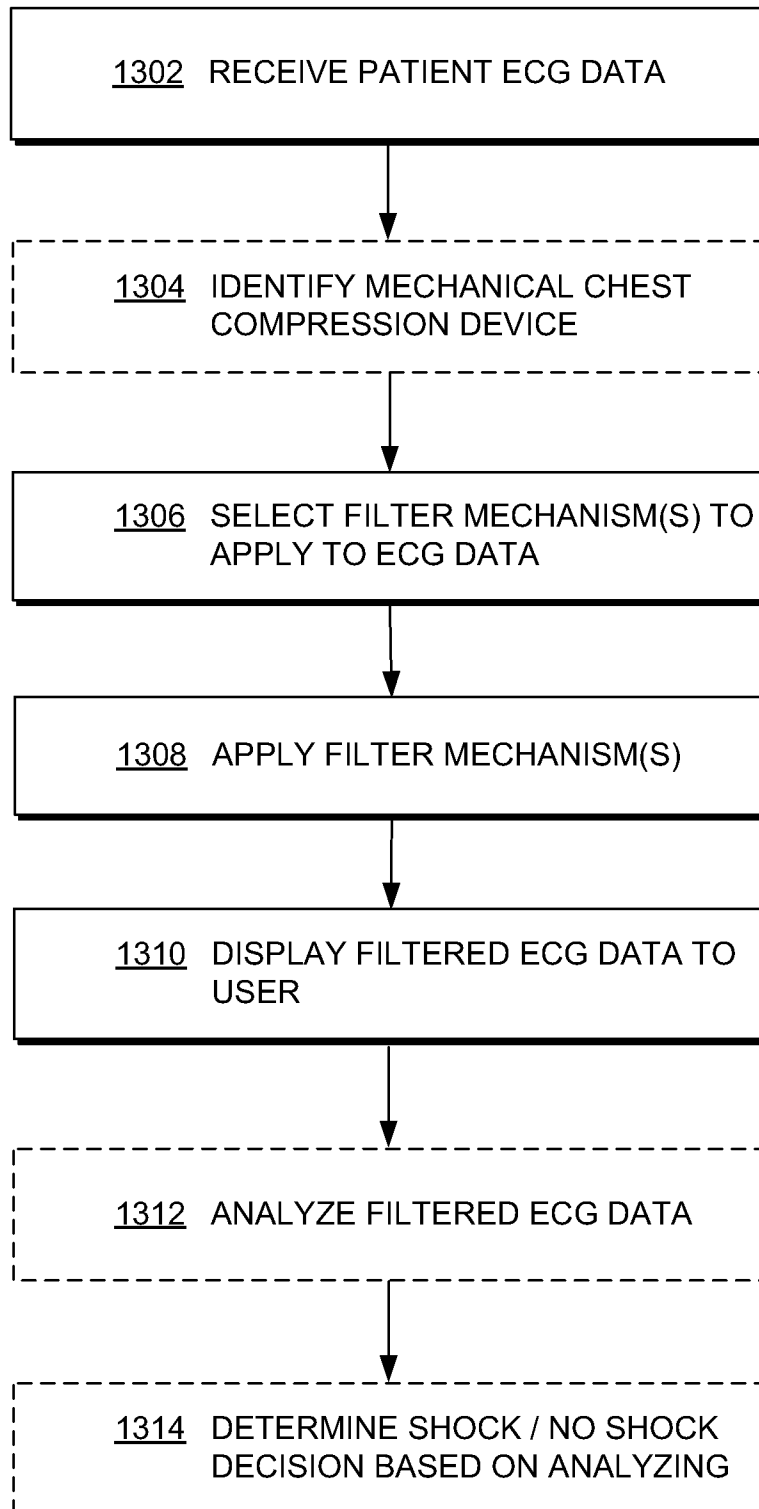 1302 RECEIVE PATIENT ECG DATA
1304 IDENTIFY MECHANICAL CHEST
COMPRESSION DEVICE
1306 SELECT FILTER MECHANISM(S) TO
APPLY TO ECG DATA
1308 APPLY FILTER MECHANISM(S)
1310 DISPLAY FILTERED ECG DATA TO
USER
1312 ANALYZE FILTERED ECG DATA
1314 DETERMINE SHOCK / NO SHOCK
DECISION BASED ON ANALYZING